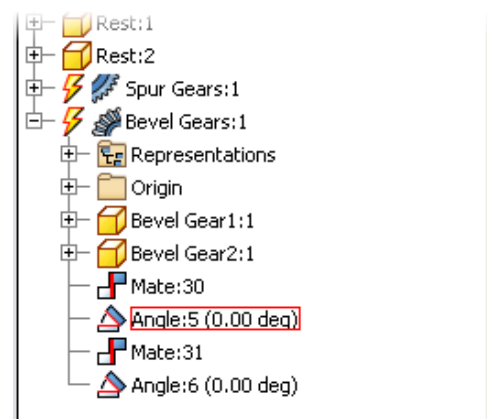 Rest:1
Rest:2
Spur Gears:1
Bevel Gears:1
Representations
Origin
Bevel Gear1:1
Bevel Gear2:1
Mate:30
Angle:5 (0.00 deg)
Mate:31
Angle:6 (0.00 deg)